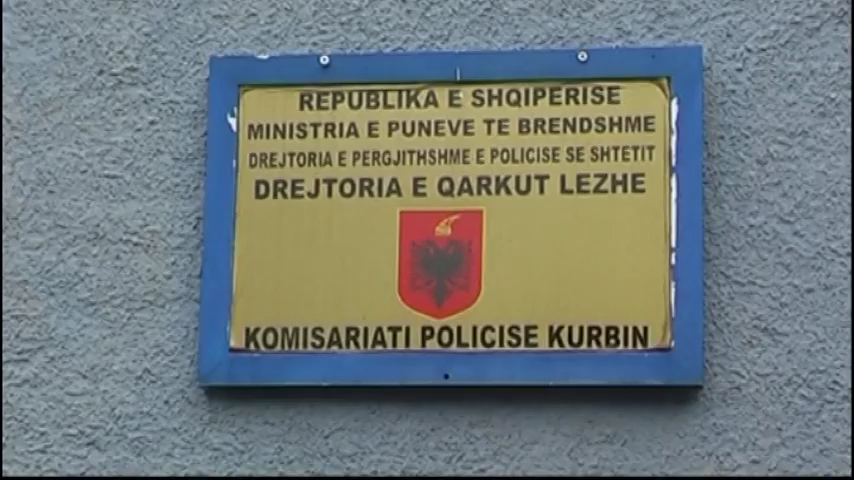 REPUBLIKA E SHQIPERISE
MINISTRIA E PUNEVE TE BRENDSHME
DREJTORIA E PERGJITHSHME E POLICISE SE SHTETIT
DREJTORIA E QARKUT LEZHE
KOMISARIATI POLICISE KURBIN